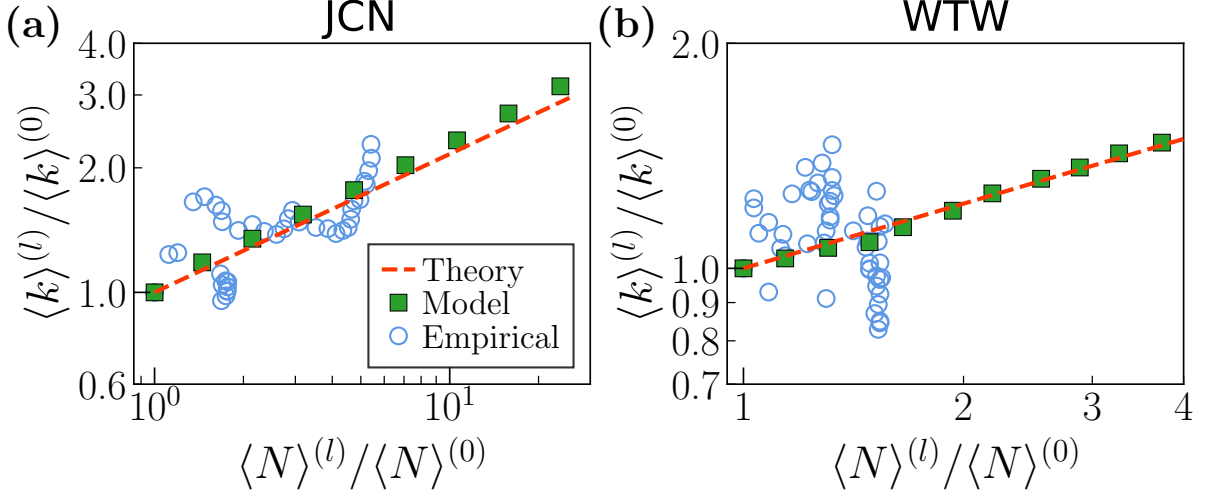 (a) JCN
4.0
3.0
2.0
1.0
0.6
⟨k⟩^(l)/⟨k⟩^(0)
Theory
Model
Empirical
10^0 10^1
⟨N⟩^(l)/⟨N⟩^(0)
(b) WTW
2.0
1.0
0.9
0.8
0.7
⟨k⟩^(l)/⟨k⟩^(0)
1 2 3 4
⟨N⟩^(l)/⟨N⟩^(0)